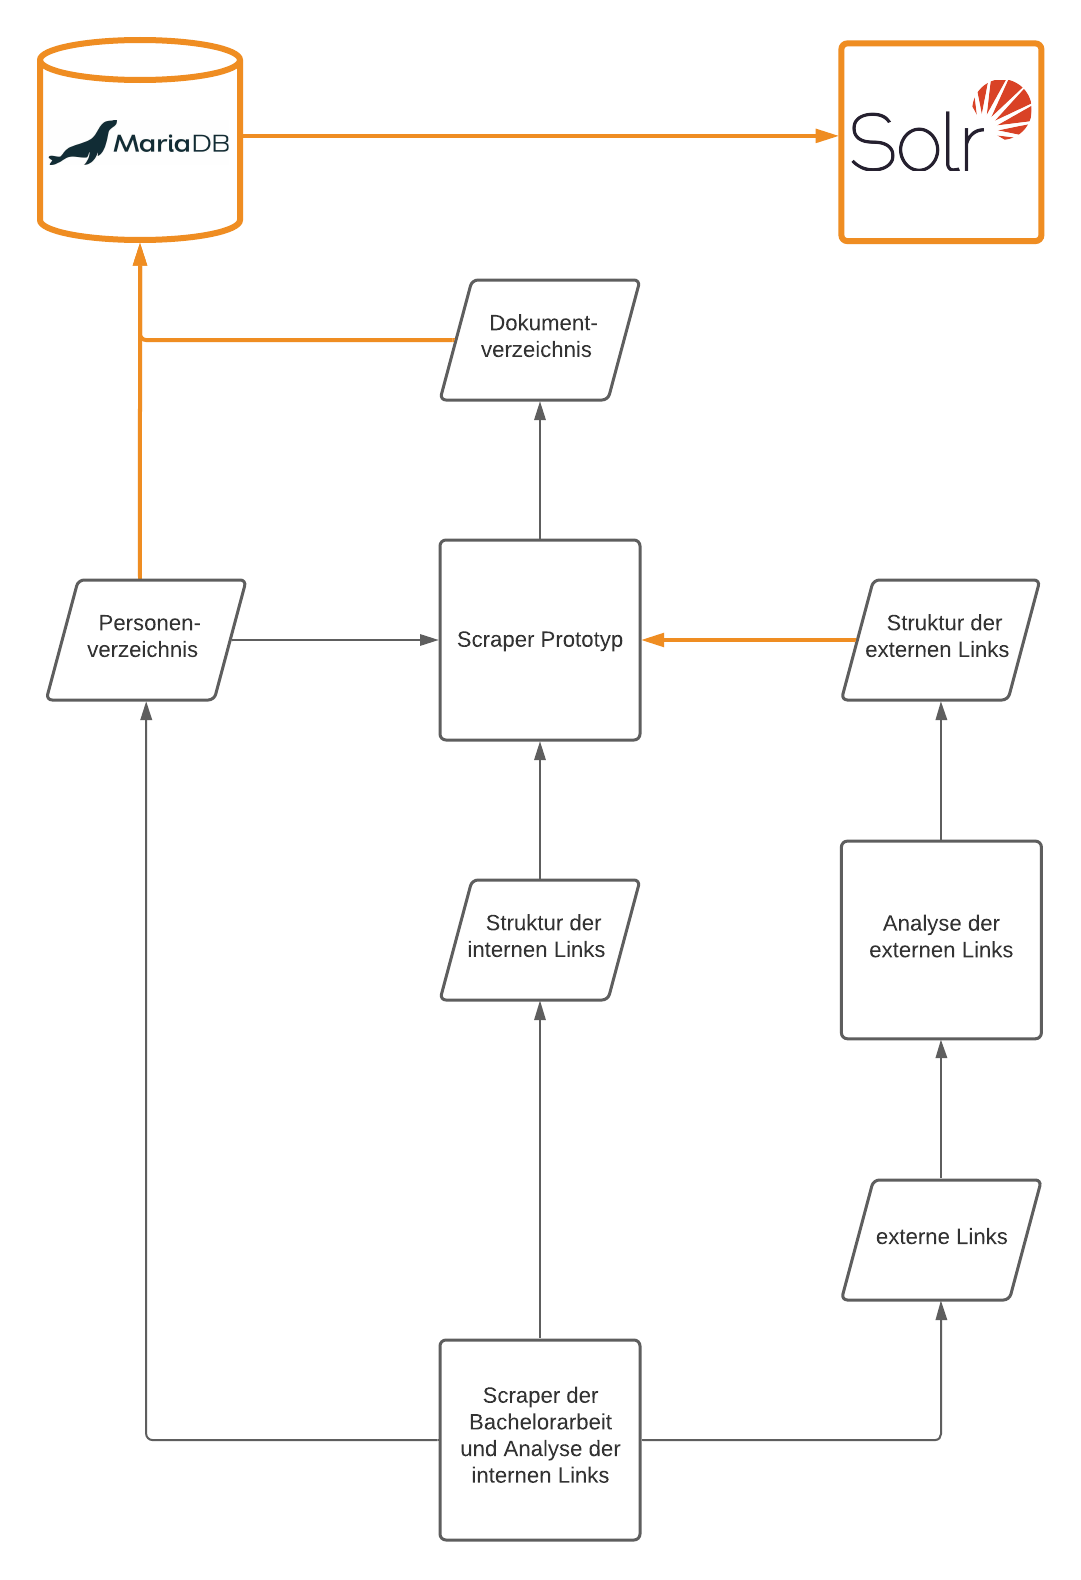 MariaDB
Solr
Dokument-
verzeichnis
Personen-
verzeichnis
Scraper Prototyp
Struktur der
externen Links
Struktur der
internen Links
Analyse der
externen Links
externe Links
Scraper der
Bachelorarbeit
und Analyse der
internen Links